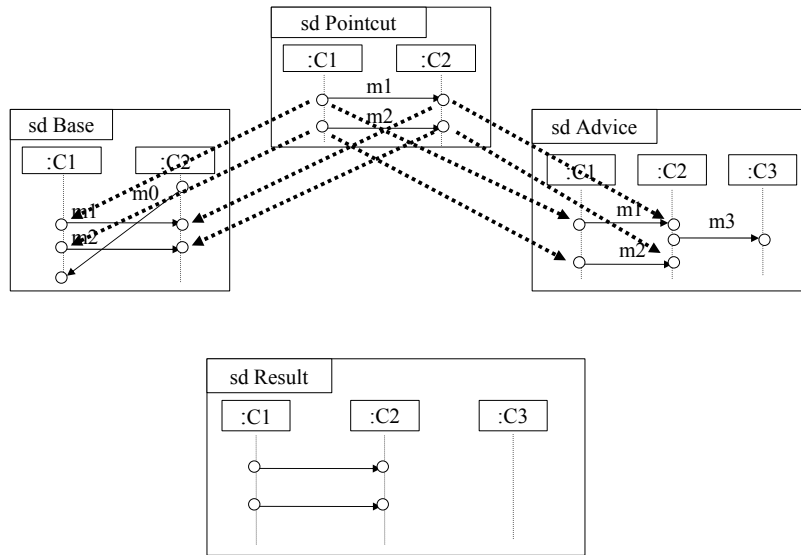 sd Pointcut
:C1
:C2
m1
m2
sd Base
:C1
:C2
m0
m1
m2
sd Advice
:C1
:C2
:C3
m1
m3
m2
sd Result
:C1
:C2
:C3